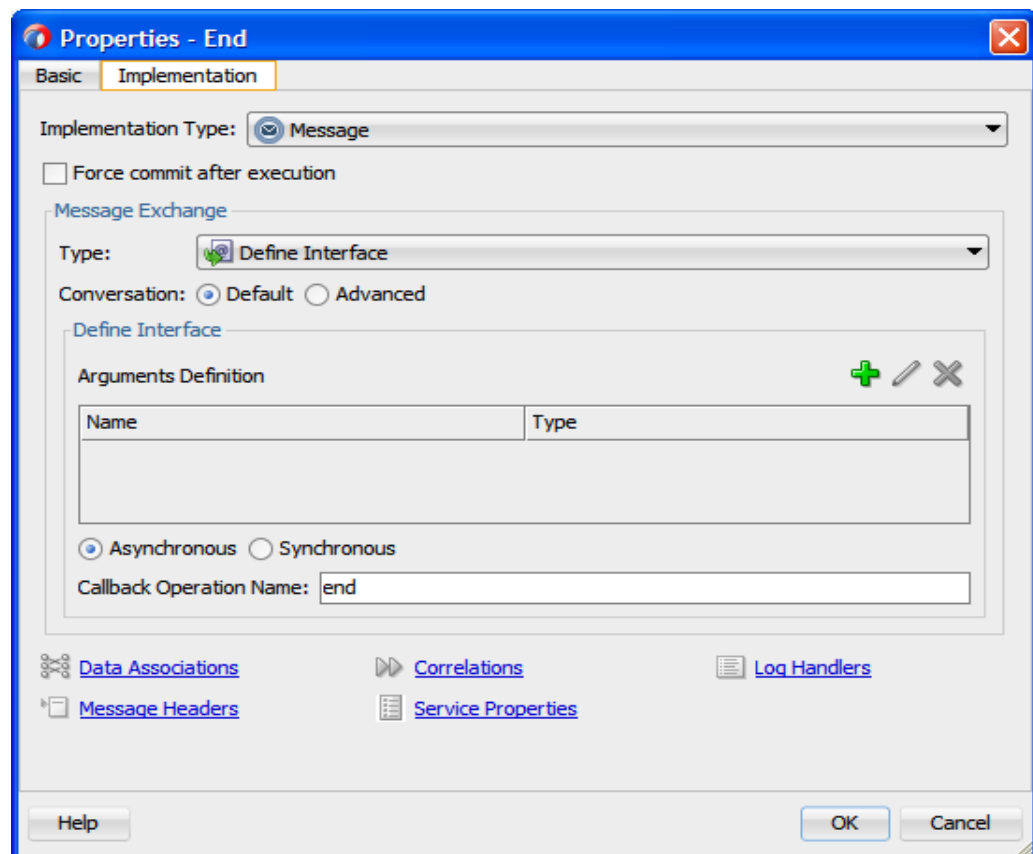 Properties - End
Basic Implementation
Implementation Type: Message
Force commit after execution
Message Exchange
Type: Define Interface
Conversation: Default Advanced
Define Interface
Arguments Definition
Name Type
Asynchronous Synchronous
Callback Operation Name: end
Data Associations Correlations Log Handlers
Message Headers Service Properties
Help OK Cancel